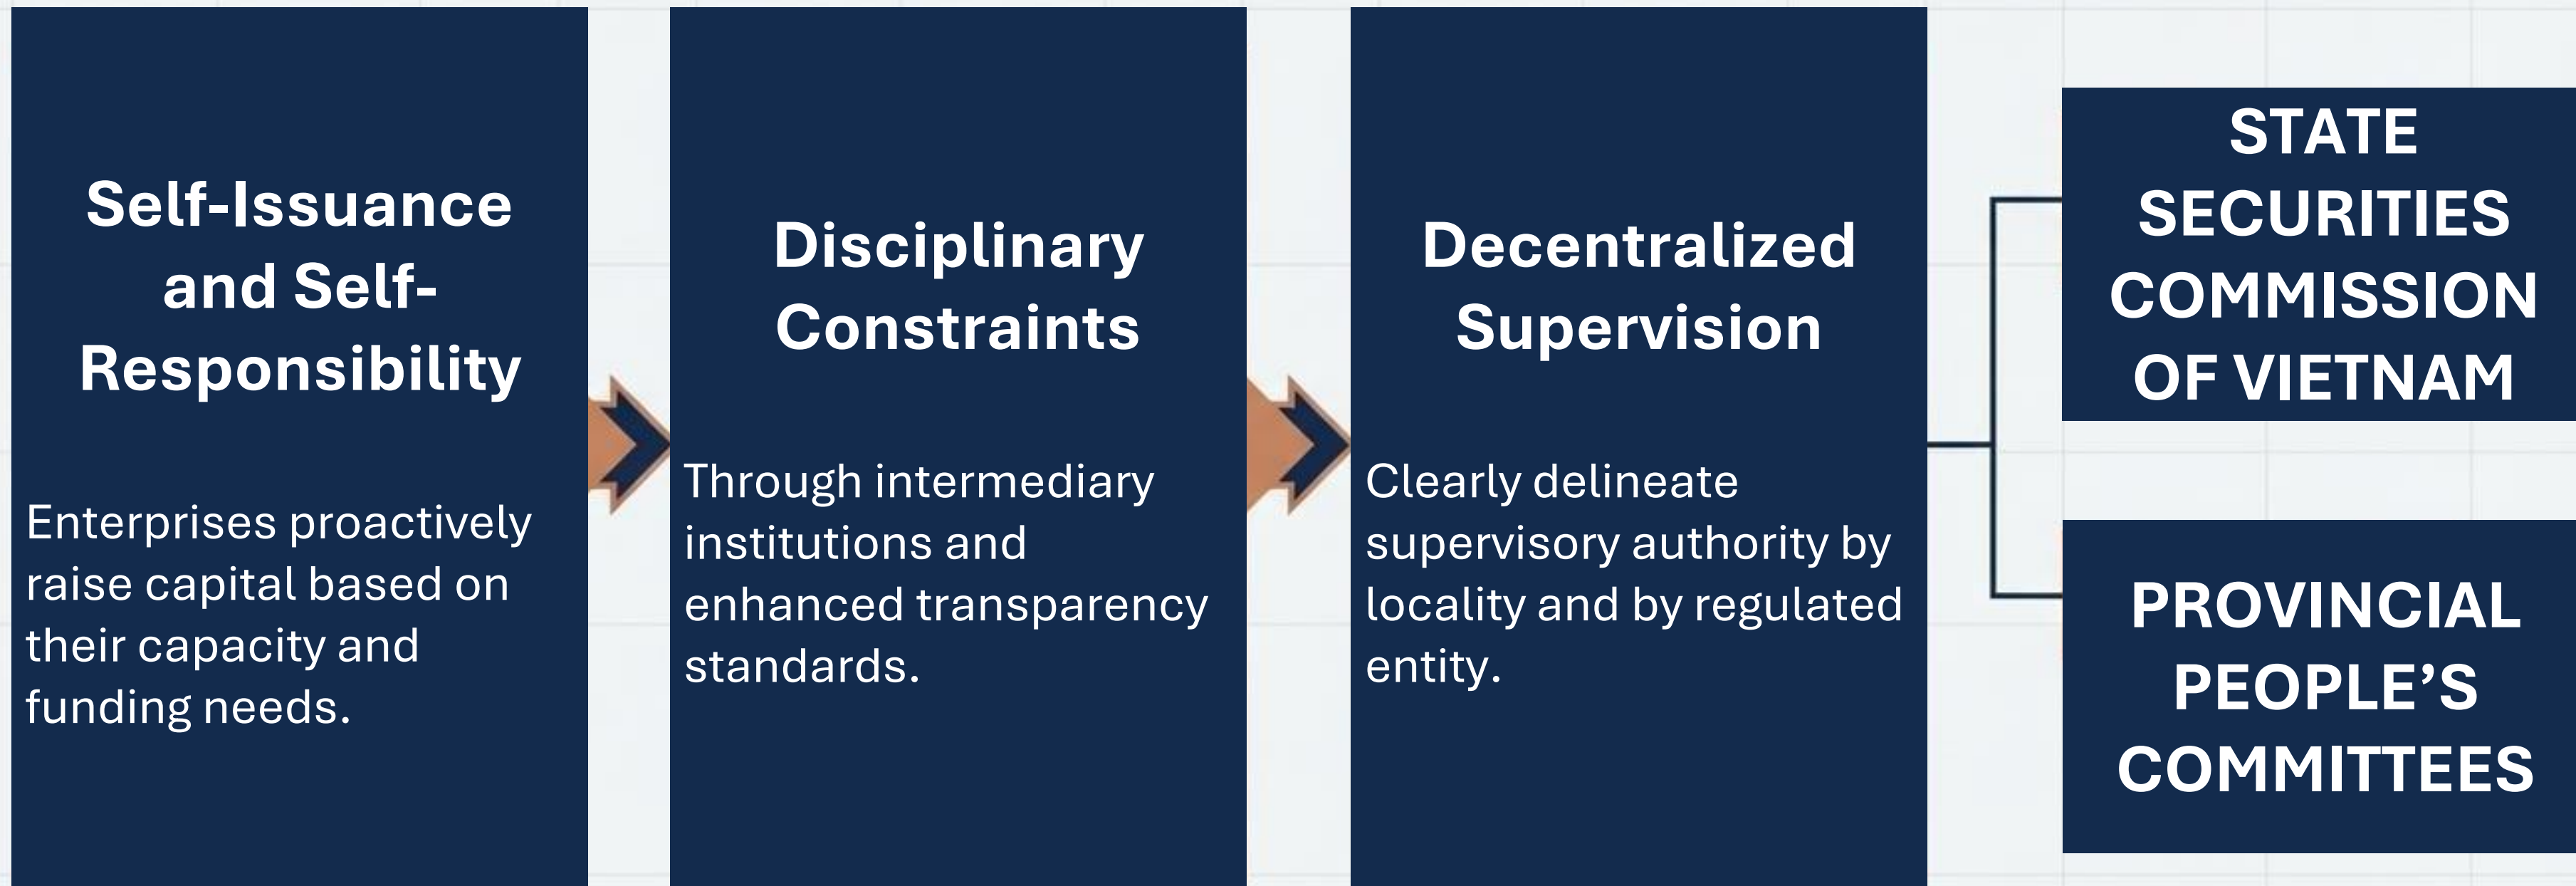 Self-Issuance
and Self-
Responsibility
Enterprises proactively
raise capital based on
their capacity and
funding needs.
Disciplinary
Constraints
Through intermediary
institutions and
enhanced transparency
standards.
Decentralized
Supervision
Clearly delineate
supervisory authority by
locality and by regulated
entity.
STATE
SECURITIES
COMMISSION
OF VIETNAM
PROVINCIAL
PEOPLE’S
COMMITTEES